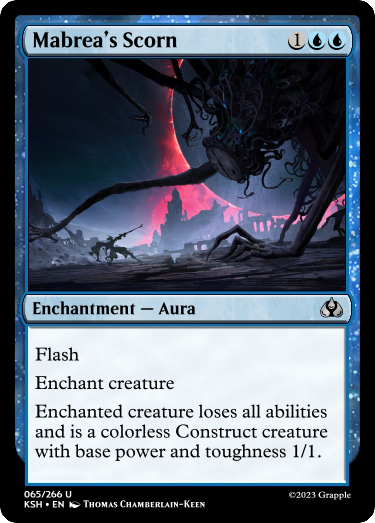 Mabrea's Scorn 1
Enchantment — Aura
Flash
Enchant creature
Enchanted creature loses all abilities
and is a colorless Construct creature
with base power and toughness 1/1.
065/266 U
KSH • EN Thomas Chamberlain-Keen
©2023 Grapple